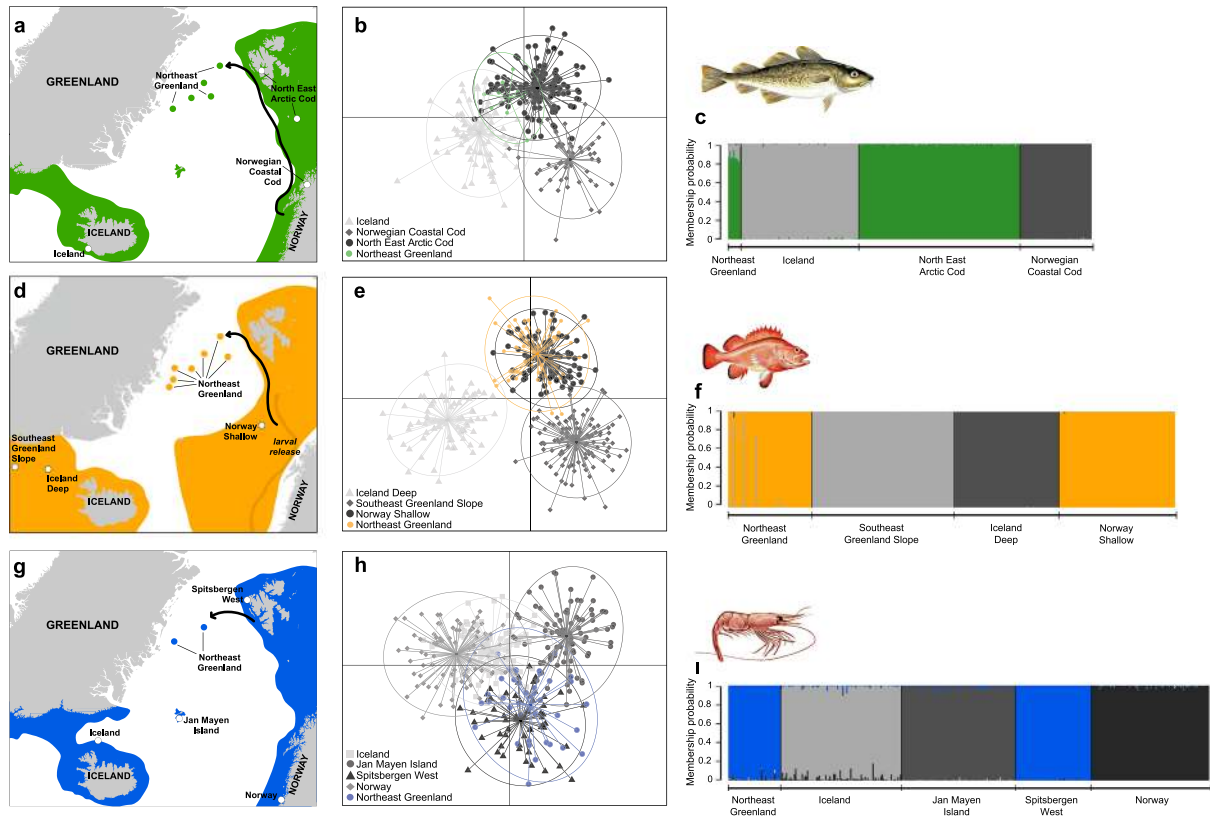 a
GREENLAND
Northeast
Greenland
North East
Arctic Cod
Norwegian
Coastal
Cod
ICELAND
Iceland
NORWAY
b
Iceland
Norwegian Coastal Cod
North East Arctic Cod
Northeast Greenland
c
Membership probability
1
0.8
0.6
0.4
0.2
0
Northeast
Greenland
Iceland
North East
Arctic Cod
Norwegian
Coastal Cod
d
GREENLAND
Northeast
Greenland
Norway
Shallow
larval
release
Southeast
Greenland
Slope
Iceland
Deep
ICELAND
NORWAY
e
Iceland Deep
Southeast Greenland Slope
Norway Shallow
Northeast Greenland
f
Membership probability
1
0.8
0.6
0.4
0.2
0
Northeast
Greenland
Southeast
Greenland Slope
Iceland
Deep
Norway
Shallow
g
GREENLAND
Spitsbergen
West
Northeast
Greenland
Jan Mayen
Island
Iceland
ICELAND
Norway
NORWAY
h
Iceland
Jan Mayen Island
Spitsbergen West
Norway
Northeast Greenland
I
Membership probability
1
0.8
0.6
0.4
0.2
0
Northeast
Greenland
Iceland
Jan Mayen
Island
Spitsbergen
West
Norway